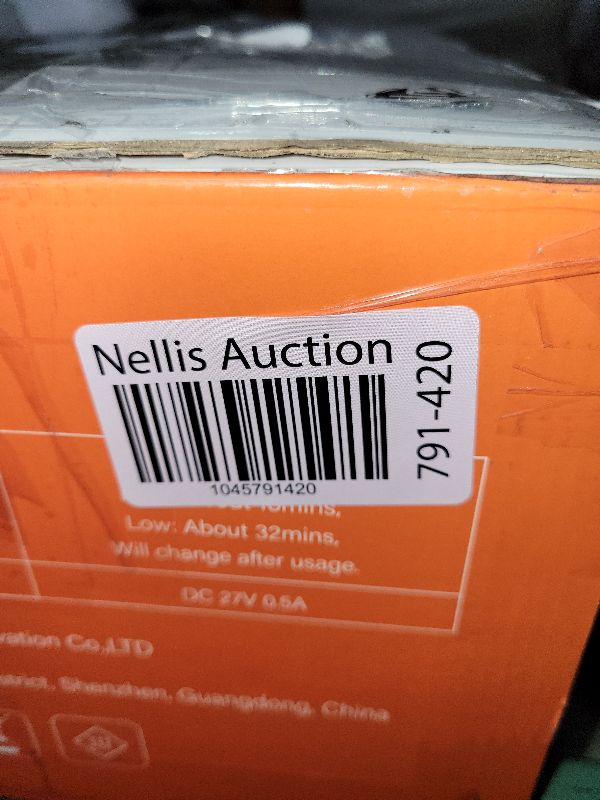 Nellis Auction
791-420
1045791420
Low: About 32mins,
Will change after usage.
DC 27V 0.5A
Co.,LTD
Shenzhen, Guangdong, China